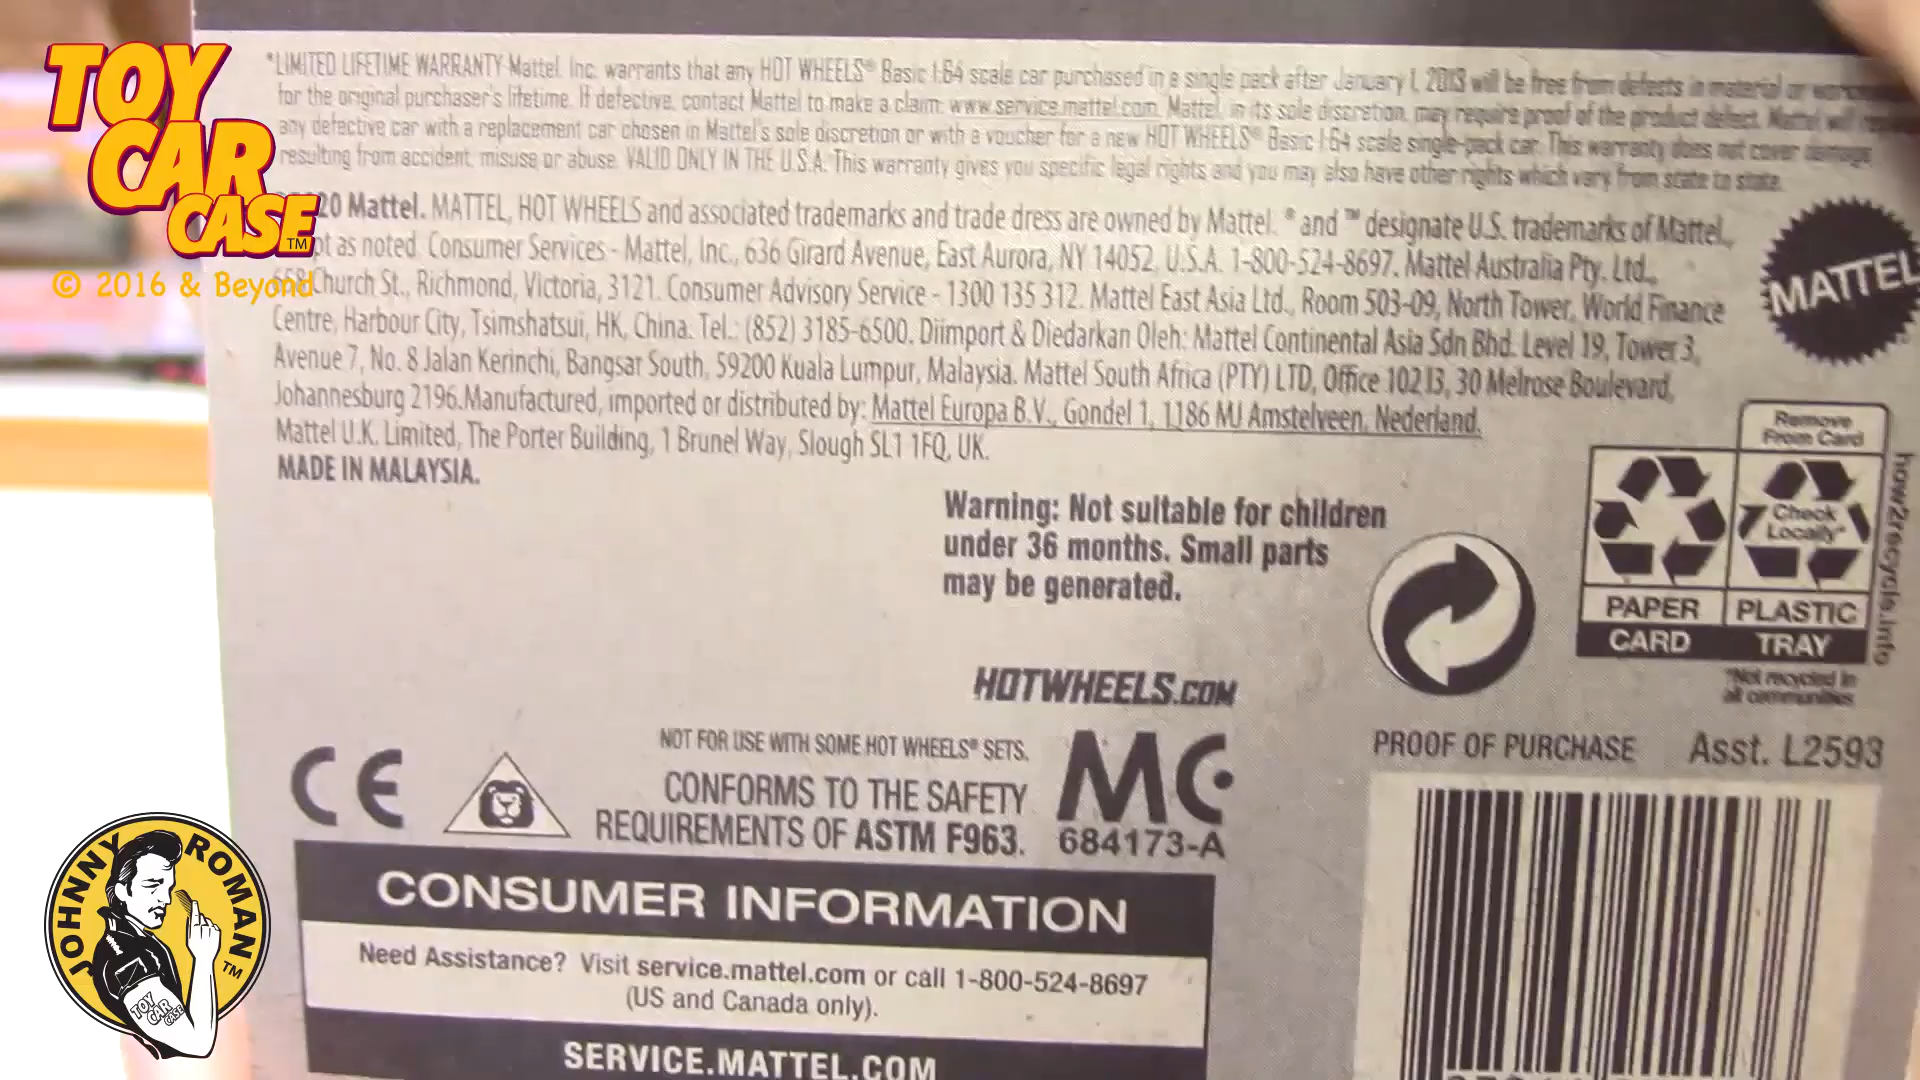 TOY
CAR
CASE™
© 2016 & Beyond
*LIMITED LIFETIME WARRANTY Mattel, Inc. warrants that any HOT WHEELS® Basic 1:64 scale car purchased in a single pack after January 1, 2013 will be free from defects in material or
for the original purchaser's lifetime. If defective, contact Mattel to make a claim: www.service.mattel.com. Mattel, in its sole discretion, may require proof of the product defect. Mattel will
any defective car with a replacement car chosen in Mattel's sole discretion or with a voucher for a new HOT WHEELS® Basic 1:64 scale single-pack car. This warranty does not cover damage
resulting from accident, misuse or abuse. VALID ONLY IN THE U.S.A. This warranty gives you specific legal rights and you may also have other rights which vary from state to state.
20 Mattel. MATTEL, HOT WHEELS and associated trademarks and trade dress are owned by Mattel. ® and ™ designate U.S. trademarks of Mattel,
pt as noted. Consumer Services - Mattel, Inc., 636 Girard Avenue, East Aurora, NY 14052, U.S.A. 1-800-524-8697. Mattel Australia Pty. Ltd.,
Church St., Richmond, Victoria, 3121. Consumer Advisory Service - 1300 135 312. Mattel East Asia Ltd., Room 503-09, North Tower, World Finance
Centre, Harbour City, Tsimshatsui, HK, China. Tel.: (852) 3185-6500. Diimport & Diedarkan Oleh: Mattel Continental Asia Sdn Bhd. Level 19, Tower 3,
Avenue 7, No. 8 Jalan Kerinchi, Bangsar South, 59200 Kuala Lumpur, Malaysia. Mattel South Africa (PTY) LTD, Office 102 I3, 30 Melrose Boulevard,
Johannesburg 2196.Manufactured, imported or distributed by: Mattel Europa B.V., Gondel 1, 1186 MJ Amstelveen, Nederland.
Mattel U.K. Limited, The Porter Building, 1 Brunel Way, Slough SL1 1FQ, UK.
MADE IN MALAYSIA.
MATTEL
Warning: Not suitable for children
under 36 months. Small parts
may be generated.
Remove
From Card
Check
Locally*
PAPER
PLASTIC
CARD
TRAY
how2recycle.info
*Not recycled in
all communities
HOTWHEELS.COM
NOT FOR USE WITH SOME HOT WHEELS® SETS.
CONFORMS TO THE SAFETY
REQUIREMENTS OF ASTM F963.
CE
MC
684173-A
PROOF OF PURCHASE
Asst. L2593
CONSUMER INFORMATION
Need Assistance? Visit service.mattel.com or call 1-800-524-8697
(US and Canada only).
SERVICE.MATTEL.COM
JOHNNY ROMAN™
TOY
CAR
CASE